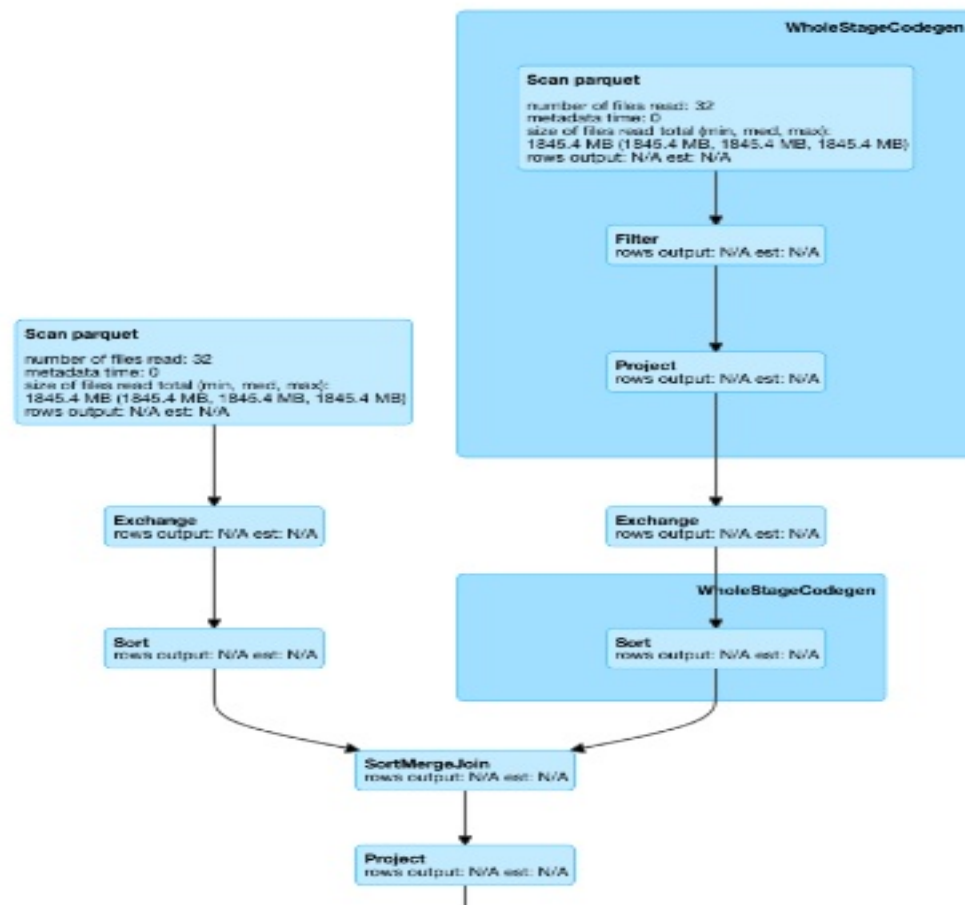 WholeStageCodegen
Scan parquet
number of files read: 32
metadata time: 0
size of files read total (min, med, max):
1845.4 MB (1845.4 MB, 1845.4 MB, 1845.4 MB)
rows output: N/A est: N/A
Filter
rows output: N/A est: N/A
Project
rows output: N/A est: N/A
Scan parquet
number of files read: 32
metadata time: 0
size of files read total (min, med, max):
1845.4 MB (1845.4 MB, 1845.4 MB, 1845.4 MB)
rows output: N/A est: N/A
Exchange
rows output: N/A est: N/A
Exchange
rows output: N/A est: N/A
WholeStageCodegen
Sort
rows output: N/A est: N/A
Sort
rows output: N/A est: N/A
SortMergeJoin
rows output: N/A est: N/A
Project
rows output: N/A est: N/A